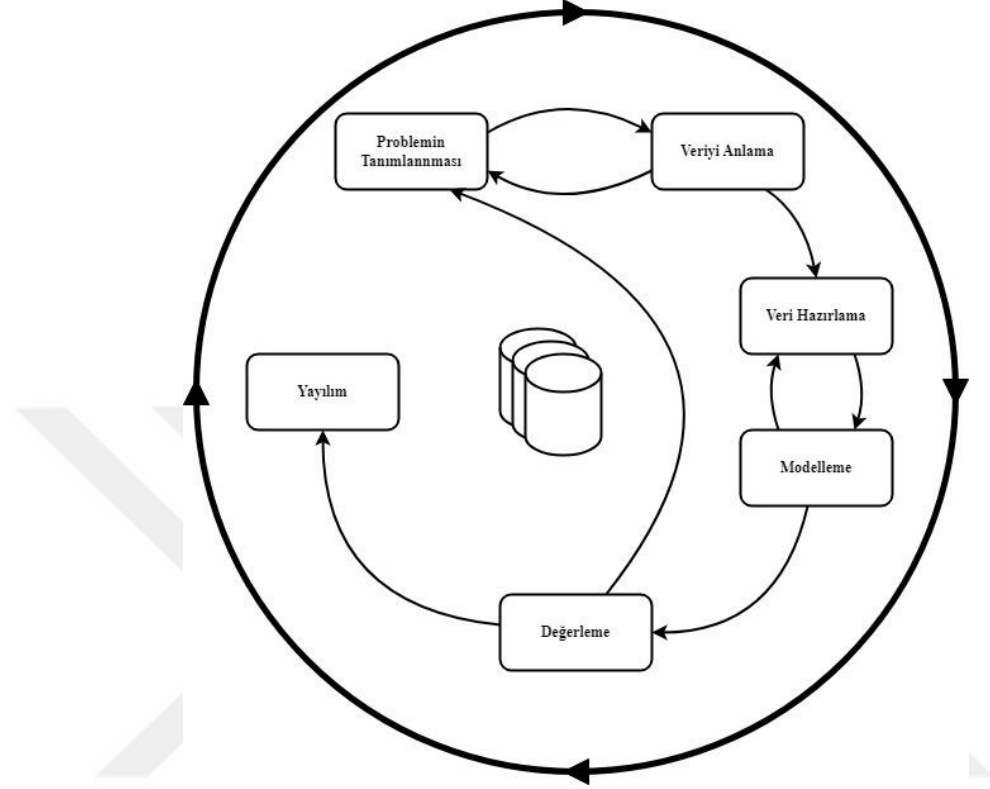 Problemin
Tanımlannması
Veriyi Anlama
Veri Hazırlama
Yayılım
Modelleme
Değerleme